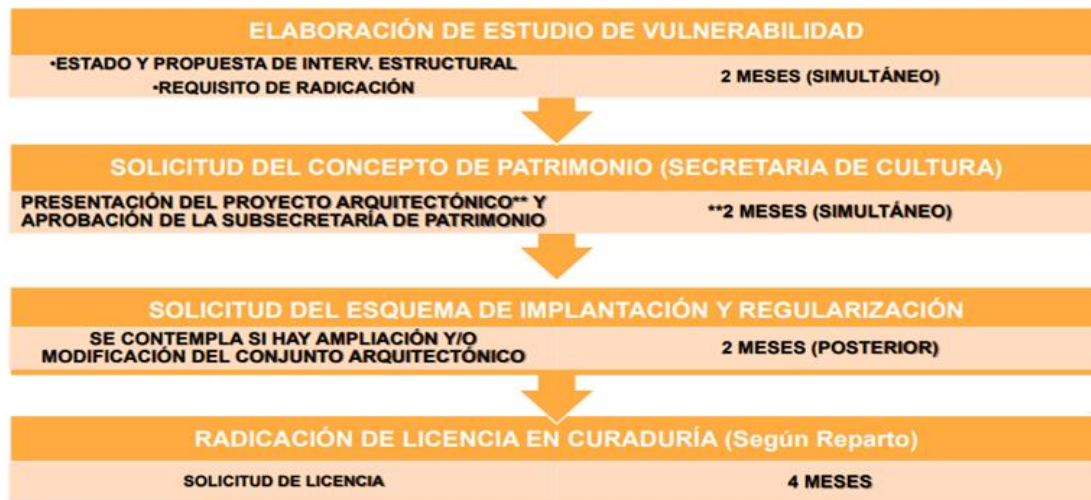 ELABORACIÓN DE ESTUDIO DE VULNERABILIDAD
•ESTADO Y PROPUESTA DE INTERV. ESTRUCTURAL
•REQUISITO DE RADICACIÓN
2 MESES (SIMULTÁNEO)
SOLICITUD DEL CONCEPTO DE PATRIMONIO (SECRETARIA DE CULTURA)
PRESENTACIÓN DEL PROYECTO ARQUITECTÓNICO** Y
APROBACIÓN DE LA SUBSECRETARÍA DE PATRIMONIO
**2 MESES (SIMULTÁNEO)
SOLICITUD DEL ESQUEMA DE IMPLANTACIÓN Y REGULARIZACIÓN
SE CONTEMPLA SI HAY AMPLIACIÓN Y/O
MODIFICACIÓN DEL CONJUNTO ARQUITECTÓNICO
2 MESES (POSTERIOR)
RADICACIÓN DE LICENCIA EN CURADURÍA (Según Reparto)
SOLICITUD DE LICENCIA
4 MESES